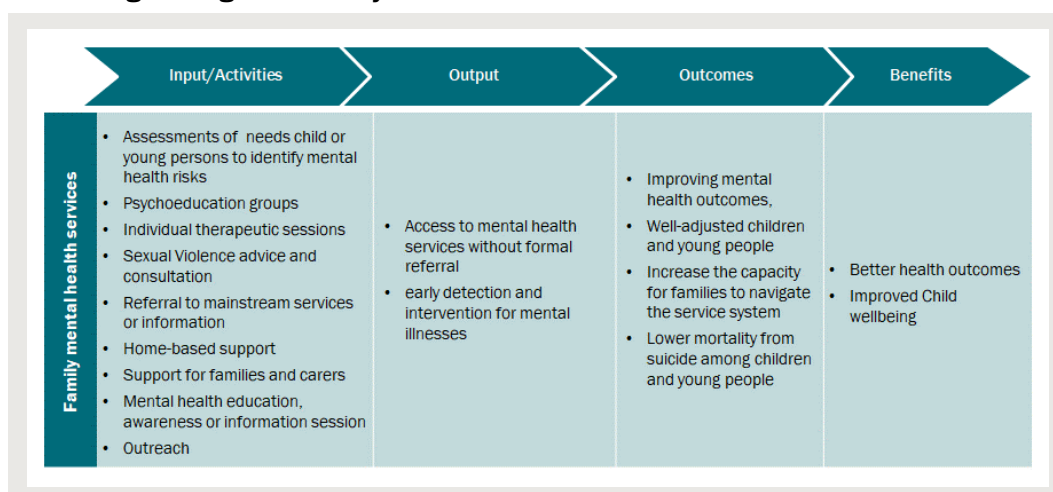 Input/Activities
Output
Outcomes
Benefits
Family mental health services
• Assessments of needs child or
young persons to identify mental
health risks
• Psychoeducation groups
• Individual therapeutic sessions
• Sexual Violence advice and
consultation
• Referral to mainstream services
or information
• Home-based support
• Support for families and carers
• Mental health education,
awareness or information session
• Outreach
• Access to mental health
services without formal
referral
• early detection and
intervention for mental
illnesses
• Improving mental
health outcomes,
• Well-adjusted children
and young people
• Increase the capacity
for families to navigate
the service system
• Lower mortality from
suicide among children
and young people
• Better health outcomes
• Improved Child
wellbeing